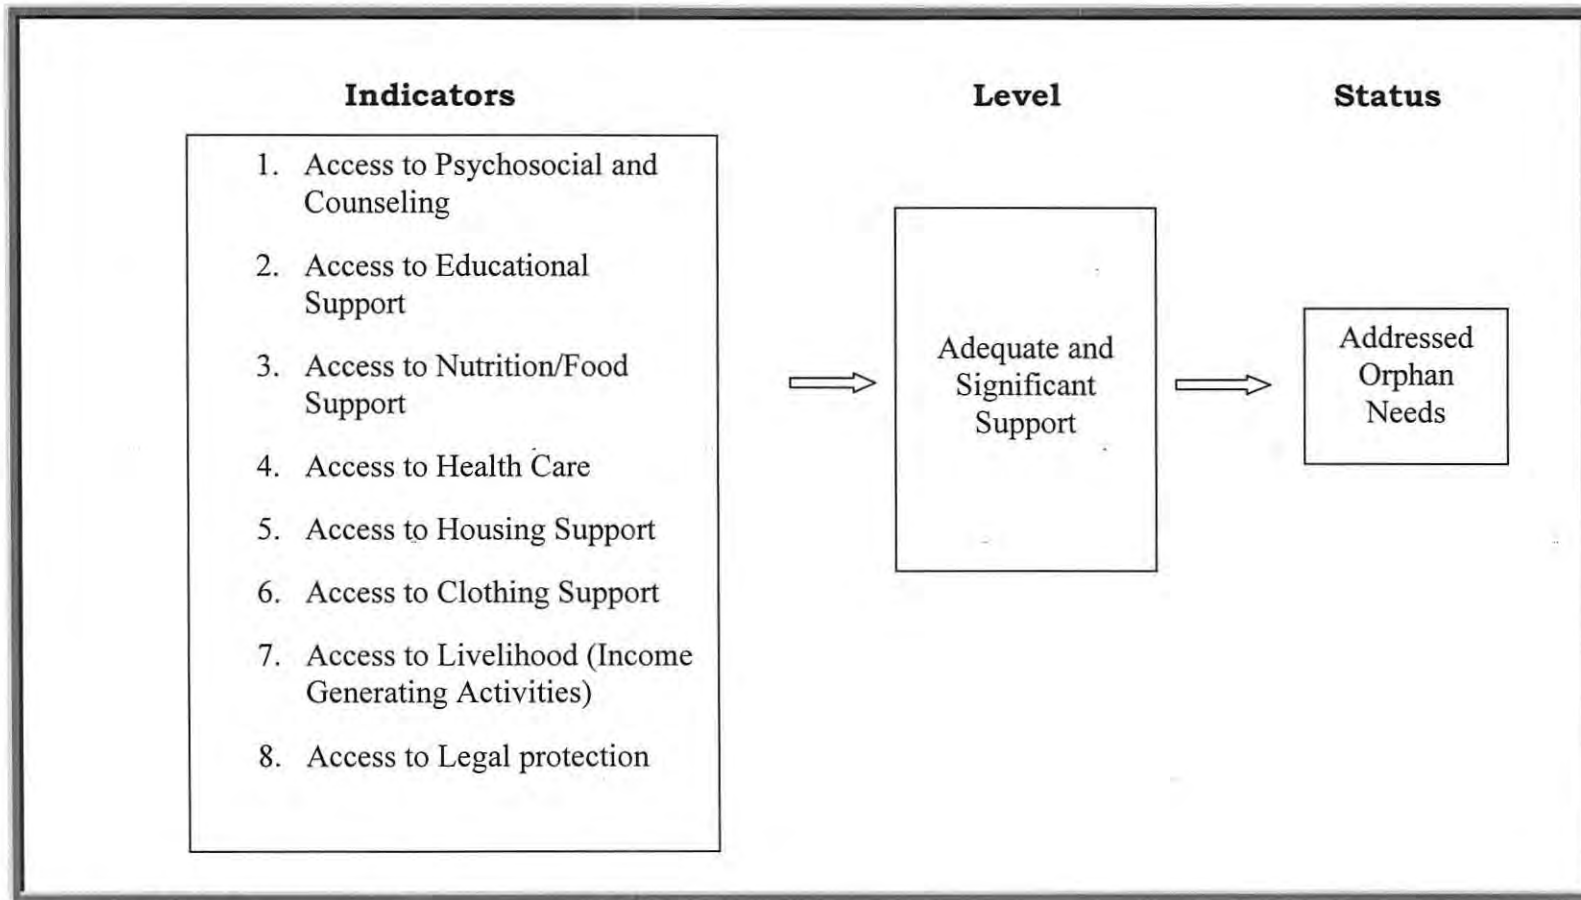 Indicators
Level
Status
1. Access to Psychosocial and
Counseling
2. Access to Educational
Support
3. Access to Nutrition/Food
Support
4. Access to Health Care
5. Access to Housing Support
6. Access to Clothing Support
7. Access to Livelihood (Income
Generating Activities)
8. Access to Legal protection
Adequate and
Significant
Support
Addressed
Orphan
Needs